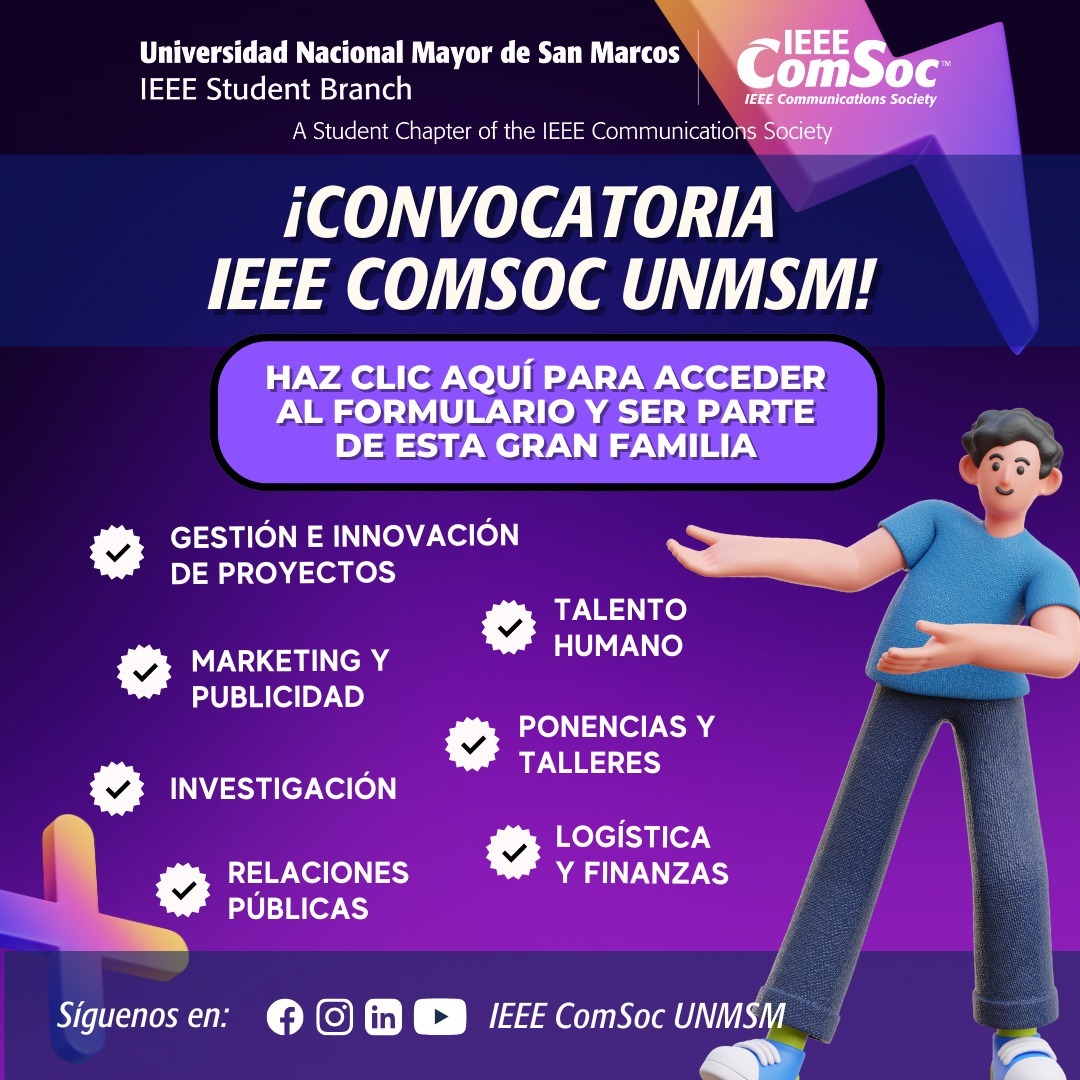 Universidad Nacional Mayor de San Marcos
IEEE Student Branch
IEEE
ComSoc™
IEEE Communications Society
A Student Chapter of the IEEE Communications Society
¡CONVOCATORIA
IEEE COMSOC UNMSM!
HAZ CLIC AQUÍ PARA ACCEDER
AL FORMULARIO Y SER PARTE
DE ESTA GRAN FAMILIA
GESTIÓN E INNOVACIÓN
DE PROYECTOS
TALENTO
HUMANO
MARKETING Y
PUBLICIDAD
PONENCIAS Y
TALLERES
INVESTIGACIÓN
LOGÍSTICA
Y FINANZAS
RELACIONES
PÚBLICAS
Síguenos en:
IEEE ComSoc UNMSM